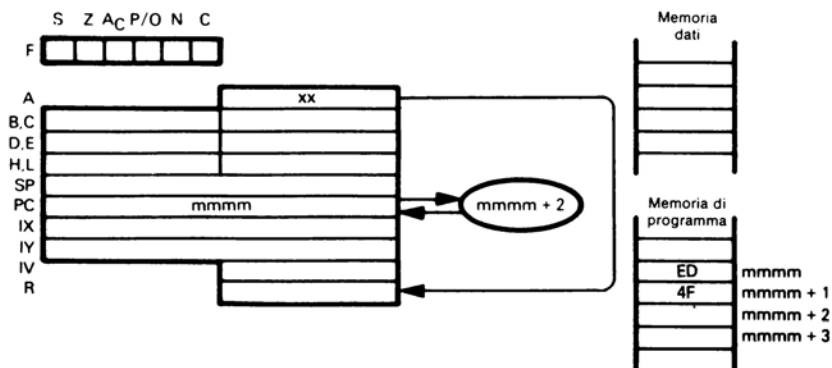 S Z AC P/O N C
F
A xx
B,C
D,E
H,L
SP
PC mmmm mmmm + 2
IX
IY
IV
R
Memoria
dati
Memoria di
programma
ED mmmm
4F mmmm + 1
mmmm + 2
mmmm + 3